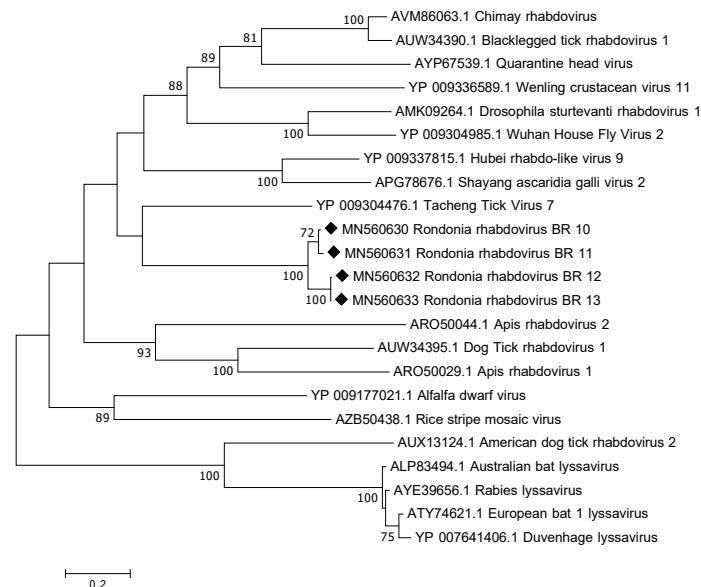 AVM86063.1 Chimay rhabdovirus
100
AUW34390.1 Blacklegged tick rhabdovirus 1
81
AYP67539.1 Quarantine head virus
89
YP 009336589.1 Wenling crustacean virus 11
88
AMK09264.1 Drosophila sturtevanti rhabdovirus 1
100
YP 009304985.1 Wuhan House Fly Virus 2
YP 009337815.1 Hubei rhabdo-like virus 9
100
APG78676.1 Shayang ascaridia galli virus 2
YP 009304476.1 Tacheng Tick Virus 7
72
MN560630 Rondonia rhabdovirus BR 10
MN560631 Rondonia rhabdovirus BR 11
100
MN560632 Rondonia rhabdovirus BR 12
100
MN560633 Rondonia rhabdovirus BR 13
ARO50044.1 Apis rhabdovirus 2
93
AUW34395.1 Dog Tick rhabdovirus 1
100
ARO50029.1 Apis rhabdovirus 1
YP 009177021.1 Alfalfa dwarf virus
89
AZB50438.1 Rice stripe mosaic virus
AUX13124.1 American dog tick rhabdovirus 2
100
ALP83494.1 Australian bat lyssavirus
100
AYE39656.1 Rabies lyssavirus
ATY74621.1 European bat 1 lyssavirus
75
YP 007641406.1 Duvenhage lyssavirus
0.2